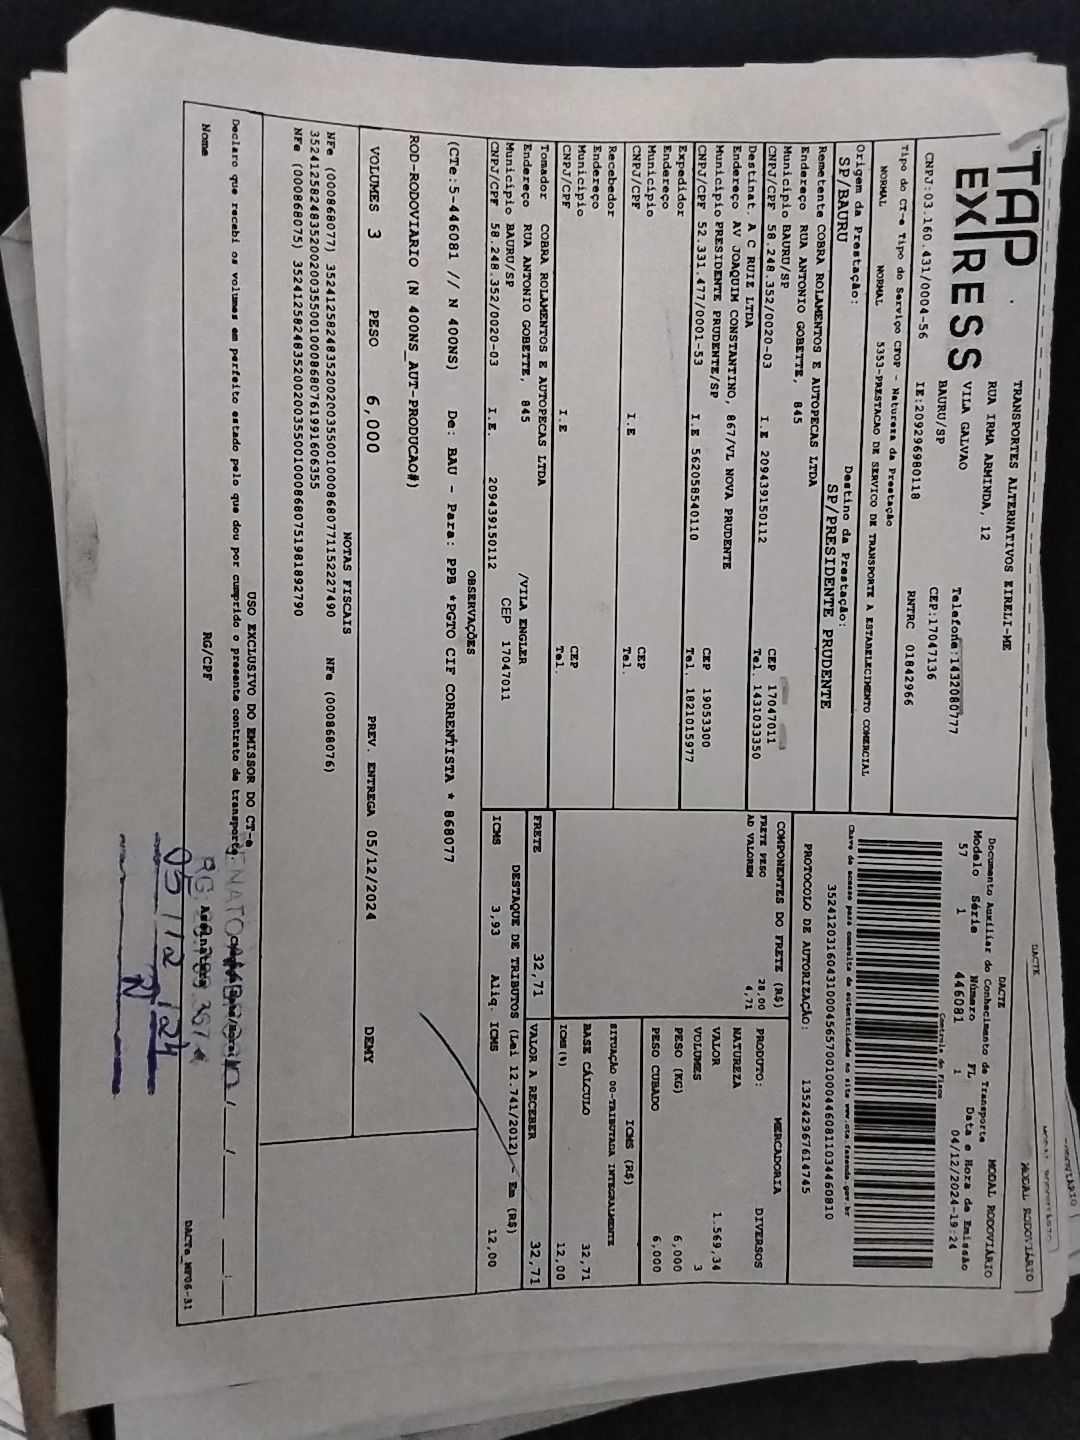 TAP
EXPRESS
TRANSPORTES ALTERNATIVOS EIRELI-ME
RUA IRMA ARMINDA, 12
VILA GALVAO Telefone:1432080777
BAURU/SP CEP:17047136
CNPJ:03.160.431/0004-56 IE:209296980118 RNTRC 01842966
Tipo do CT-e Tipo do Serviço CFOP - Natureza da Prestação
NORMAL NORMAL 5353-PRESTACAO DE SERVICO DE TRANSPORTE A ESTABELECIMENTO COMERCIAL
Origem da Prestação: Destino da Prestação:
SP/BAURU SP/PRESIDENTE PRUDENTE
Remetente COBRA ROLAMENTOS E AUTOPECAS LTDA
Endereço RUA ANTONIO GOBETTE, 845
Município BAURU/SP CEP 17047011
CNPJ/CPF 58.248.352/0020-03 I.E 209439150112 Tel. 1431033350
Destinat. A C RUIZ LTDA
Endereço AV JOAQUIM CONSTANTINO, 867/VL NOVA PRUDENTE
Município PRESIDENTE PRUDENTE/SP CEP 19053300
CNPJ/CPF 52.331.477/0001-53 I.E 562058540110 Tel. 1821015977
Expedidor
Endereço
Município CEP
CNPJ/CPF I.E Tel.
Recebedor
Endereço
Município CEP
CNPJ/CPF I.E Tel.
Tomador COBRA ROLAMENTOS E AUTOPECAS LTDA
Endereço RUA ANTONIO GOBETTE, 845 /VILA ENGLER
Município BAURU/SP CEP 17047011
CNPJ/CPF 58.248.352/0020-03 I.E. 209439150112
DACTE MODAL RODOVIÁRIO
Documento Auxiliar do Conhecimento de Transporte
Modelo Série Número FL Data e Hora de Emissão
57 1 446081 1 04/12/2024-19:24
Controle do Fisco
Chave de acesso para consulta de autenticidade no site www.cte.fazenda.gov.br
35241203160431000456570010004460811034460810
PROTOCOLO DE AUTORIZAÇÃO: 135242967614745
COMPONENTES DO FRETE (R$)
FRETE PESO 28,00
AD VALOREM 4,71
MERCADORIA
PRODUTO: DIVERSOS
NATUREZA
VALOR 1.569,34
VOLUMES 3
PESO (KG) 6,000
PESO CUBADO 6,000
ICMS (R$)
SITUAÇÃO 00-TRIBUTADA INTEGRALMENTE
BASE CÁLCULO 32,71
ICMS(%) 12,00
FRETE 32,71 VALOR A RECEBER 32,71
DESTAQUE DE TRIBUTOS (Lei 12.741/2012) - Em (R$)
ICMS 3,93 Aliq. ICMS 12,00
OBSERVAÇÕES
(CTe:5-446081 // N 400NS) De: BAU - Para: PPB *PGTO CIF CORRENTISTA * 868077
ROD-RODOVIARIO (N 400NS_AUT-PRODUCAO#)
VOLUMES 3 PESO 6,000 PREV. ENTREGA 05/12/2024 DEMY
NOTAS FISCAIS
NFe (000868077) 35241258248352002003550010008680771152227490 NFe (000868076)
35241258248352002003550010008680761991606355
NFe (000868075) 35241258248352002003550010008680751981892790
USO EXCLUSIVO DO EMISSOR DO CT-e
Declaro que recebi os volumes em perfeito estado pelo que dou por cumprido o presente contrato de transporte.
Nome RG/CPF Assinatura
05/12/24
DACTe_MP06-31
DACTE
MODAL RODOVIÁRIO